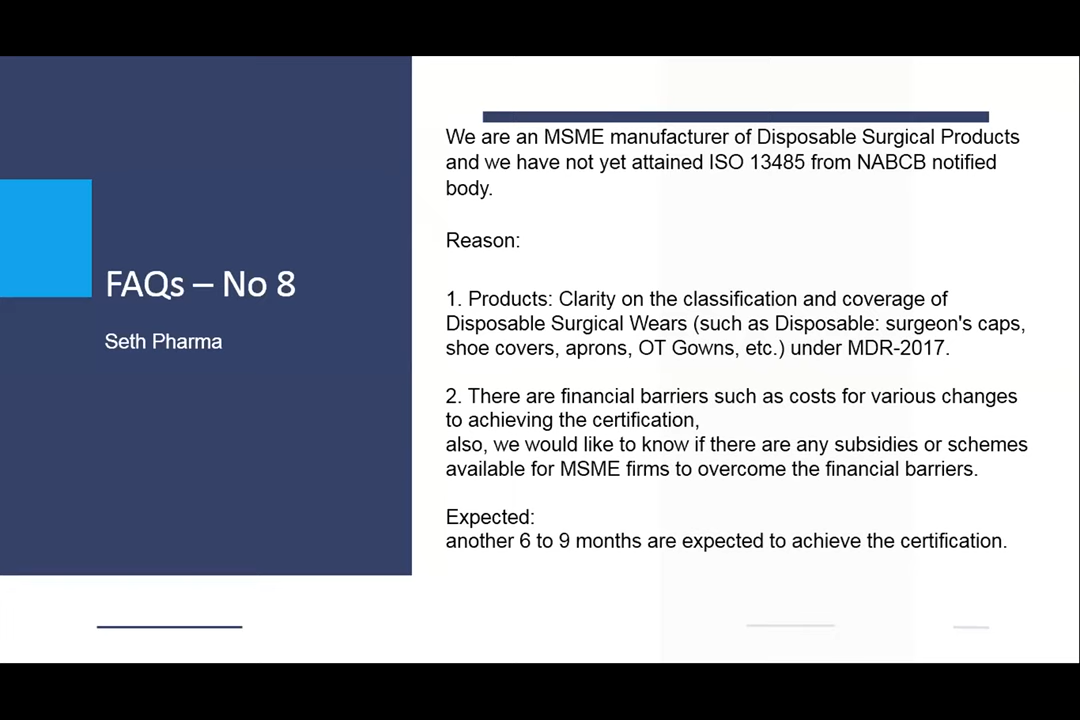 FAQs – No 8
Seth Pharma
We are an MSME manufacturer of Disposable Surgical Products
and we have not yet attained ISO 13485 from NABCB notified
body.
Reason:
1. Products: Clarity on the classification and coverage of
Disposable Surgical Wears (such as Disposable: surgeon's caps,
shoe covers, aprons, OT Gowns, etc.) under MDR-2017.
2. There are financial barriers such as costs for various changes
to achieving the certification,
also, we would like to know if there are any subsidies or schemes
available for MSME firms to overcome the financial barriers.
Expected:
another 6 to 9 months are expected to achieve the certification.